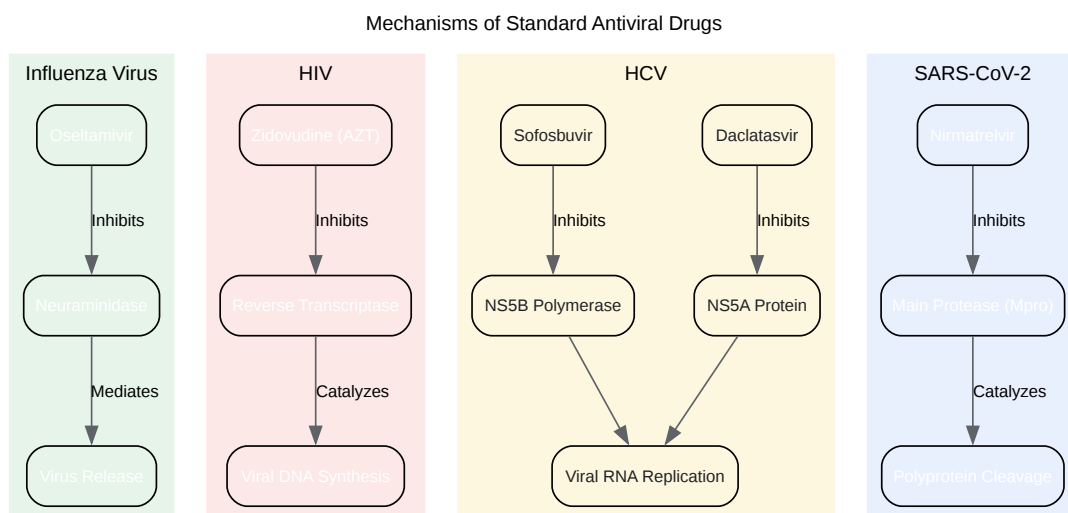 Mechanisms of Standard Antiviral Drugs
Influenza Virus
Oseltamivir
Inhibits
Neuraminidase
Mediates
Virus Release
HIV
Zidovudine (AZT)
Inhibits
Reverse Transcriptase
Catalyzes
Viral DNA Synthesis
HCV
Sofosbuvir
Daclatasvir
Inhibits
Inhibits
NS5B Polymerase
NS5A Protein
Viral RNA Replication
SARS-CoV-2
Nirmatrelvir
Inhibits
Main Protease (Mpro)
Catalyzes
Polyprotein Cleavage